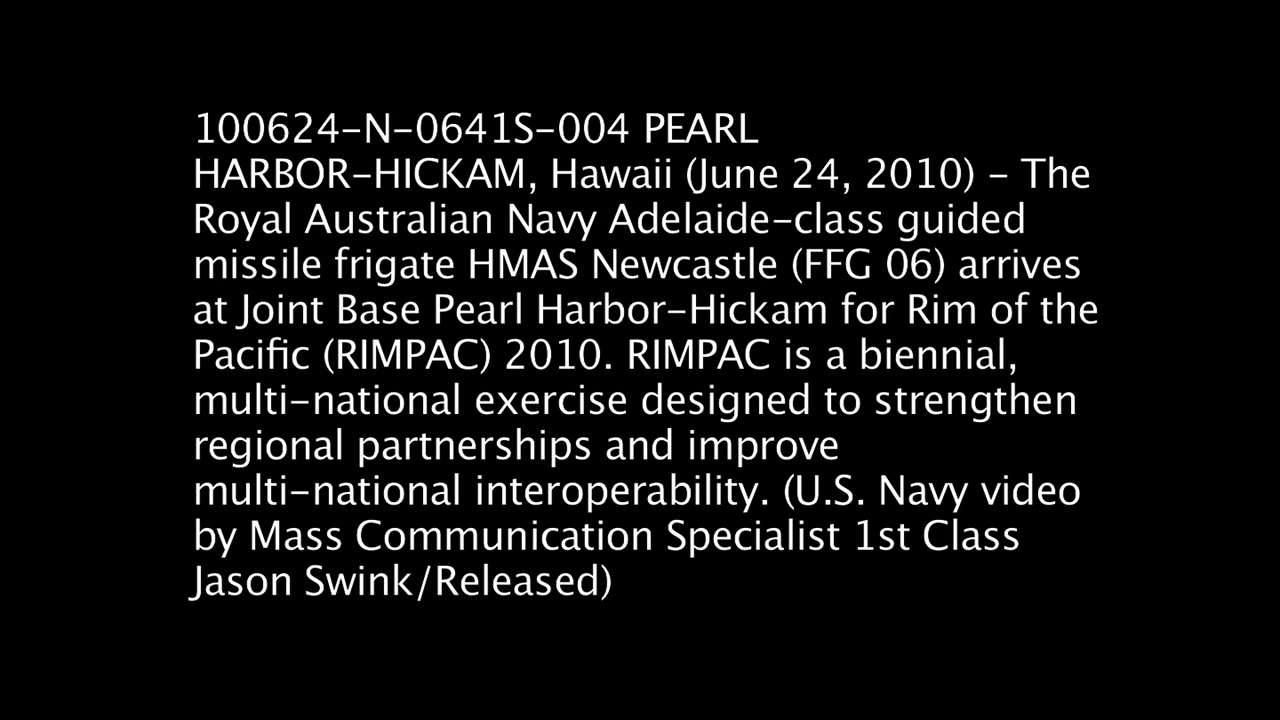 100624-N-0641S-004 PEARL
HARBOR-HICKAM, Hawaii (June 24, 2010) - The
Royal Australian Navy Adelaide-class guided
missile frigate HMAS Newcastle (FFG 06) arrives
at Joint Base Pearl Harbor-Hickam for Rim of the
Pacific (RIMPAC) 2010. RIMPAC is a biennial,
multi-national exercise designed to strengthen
regional partnerships and improve
multi-national interoperability. (U.S. Navy video
by Mass Communication Specialist 1st Class
Jason Swink/Released)